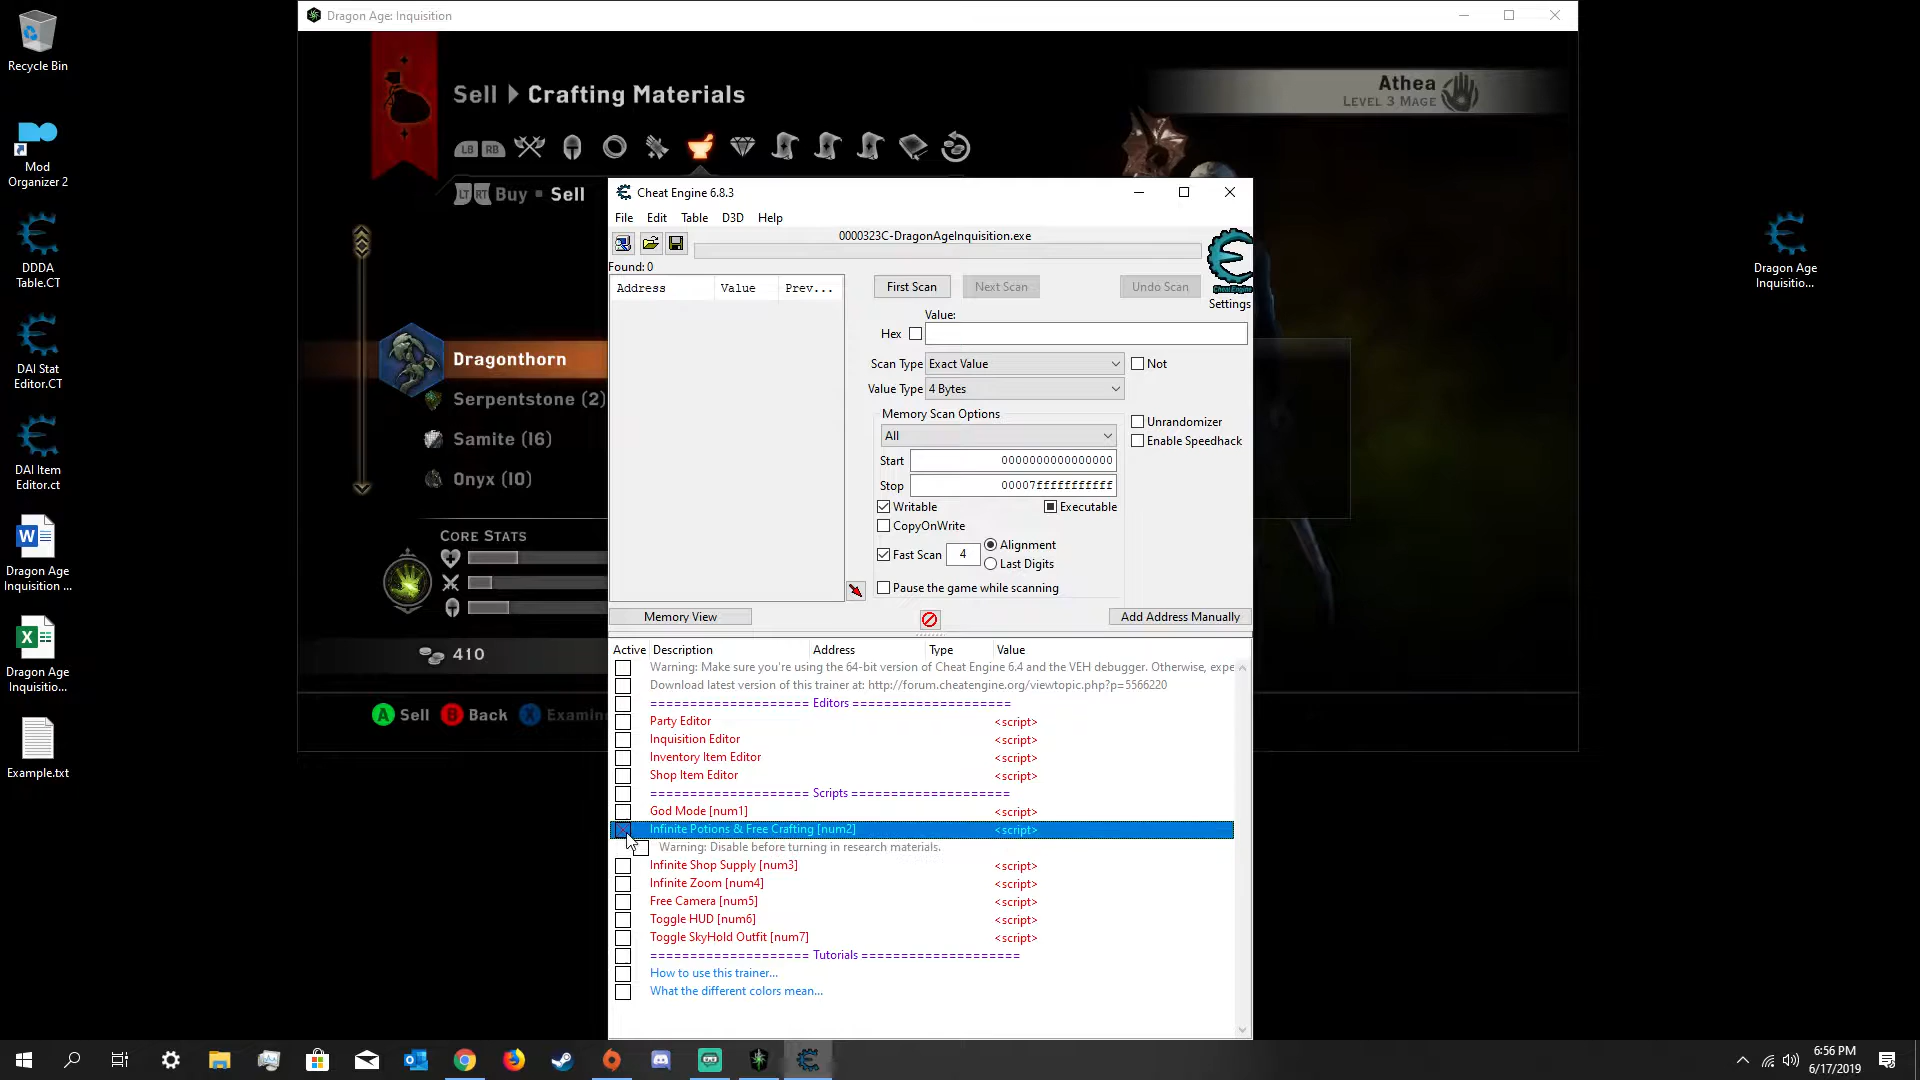 Dragon Age: Inquisition
Recycle Bin
Mod
Organizer 2
DDDA
Table.CT
DAI Stat
Editor.CT
DAI Item
Editor.ct
Dragon Age
Inquisition ...
Dragon Age
Inquisitio...
Example.txt
Sell Crafting Materials
Athea
LEVEL 3 MAGE
LB RB
LT RT Buy Sell
Dragonthorn
Serpentstone (2)
Samite (16)
Onyx (10)
CORE STATS
410
A Sell B Back X Examin
Cheat Engine 6.8.3
File Edit Table D3D Help
0000323C-DragonAgeInquisition.exe
Cheat Engine
Settings
Found: 0
Address Value Prev...
First Scan Next Scan Undo Scan
Value:
Hex
Scan Type Exact Value Not
Value Type 4 Bytes
Memory Scan Options
All
Unrandomizer
Enable Speedhack
Start 0000000000000000
Stop 00007fffffffffff
Writable Executable
CopyOnWrite
Fast Scan 4 Alignment
Last Digits
Pause the game while scanning
Memory View Add Address Manually
Active Description Address Type Value
Warning: Make sure you're using the 64-bit version of Cheat Engine 6.4 and the VEH debugger. Otherwise, expe
Download latest version of this trainer at: http://forum.cheatengine.org/viewtopic.php?p=5566220
==================== Editors ====================
Party Editor <script>
Inquisition Editor <script>
Inventory Item Editor <script>
Shop Item Editor <script>
==================== Scripts ====================
God Mode [num1] <script>
Infinite Potions & Free Crafting [num2] <script>
Warning: Disable before turning in research materials.
Infinite Shop Supply [num3] <script>
Infinite Zoom [num4] <script>
Free Camera [num5] <script>
Toggle HUD [num6] <script>
Toggle SkyHold Outfit [num7] <script>
==================== Tutorials ====================
How to use this trainer...
What the different colors mean...
Dragon Age
Inquisitio...
6:56 PM
6/17/2019